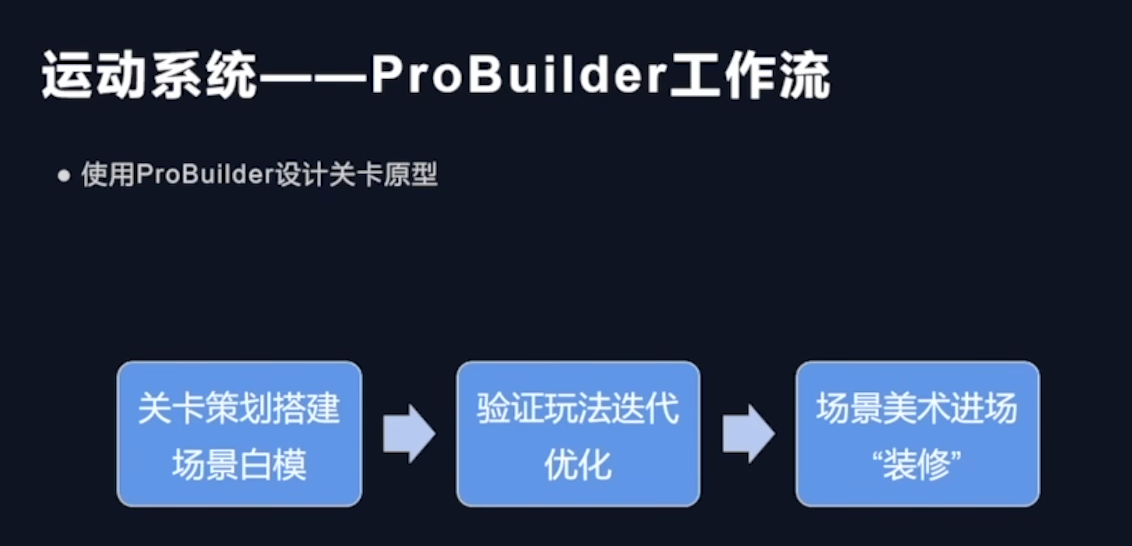 运动系统——ProBuilder工作流
● 使用ProBuilder设计关卡原型
关卡策划搭建
场景白模
验证玩法迭代
优化
场景美术进场
“装修”